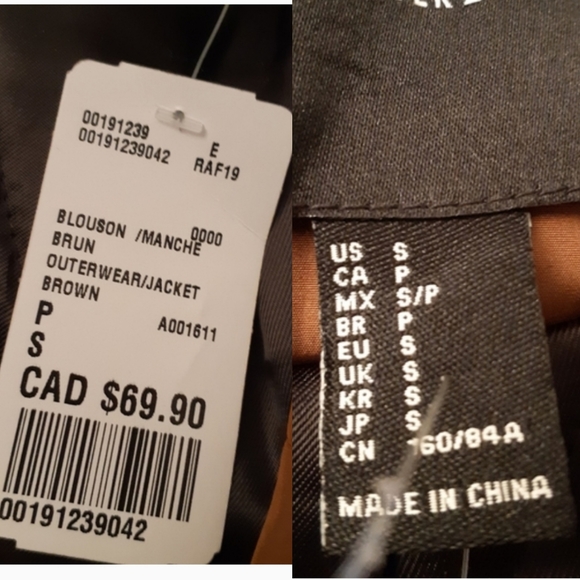 00191239 E
00191239042 RAF19
BLOUSON /MANCHE 0000
BRUN
OUTERWEAR/JACKET
BROWN
P A001611
S
CAD $69.90
00191239042
US S
CA P
MX S/P
BR P
EU S
UK S
KR S
JP S
CN 160/84A
MADE IN CHINA